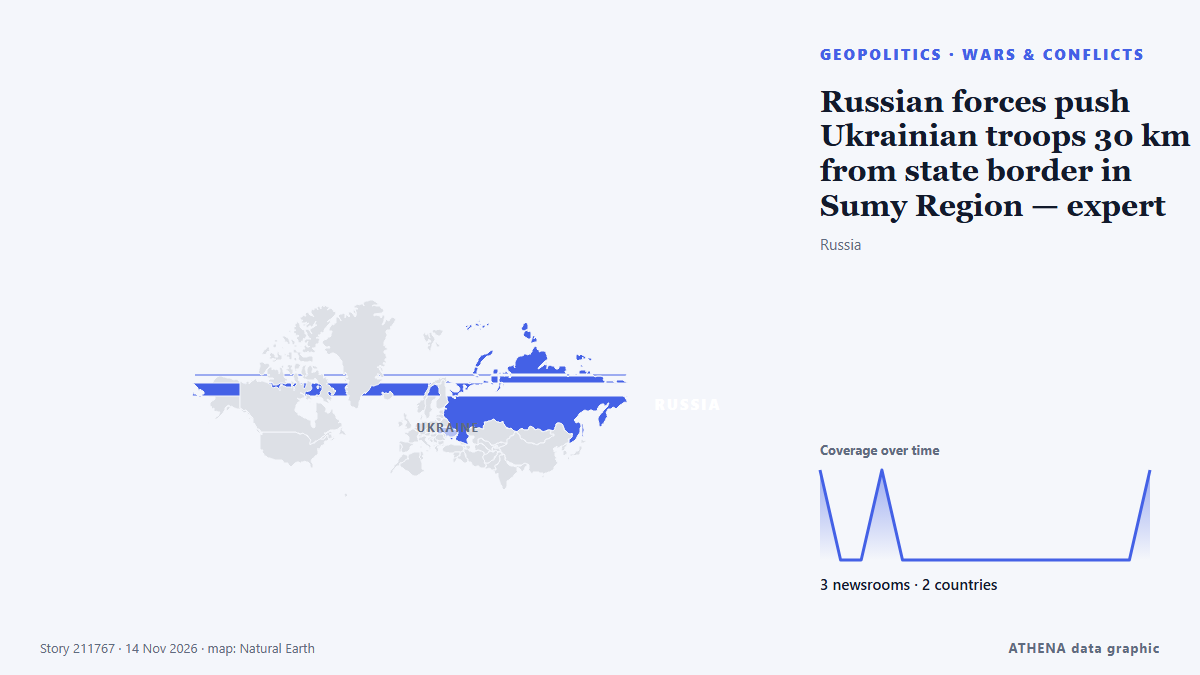 GEOPOLITICS · WARS & CONFLICTS
Russian forces push
Ukrainian troops 30 km
from state border in
Sumy Region — expert
Russia
RUSSIA
UKRAINE
Coverage over time
3 newsrooms · 2 countries
Story 211767 · 14 Nov 2026 · map: Natural Earth
ATHENA data graphic